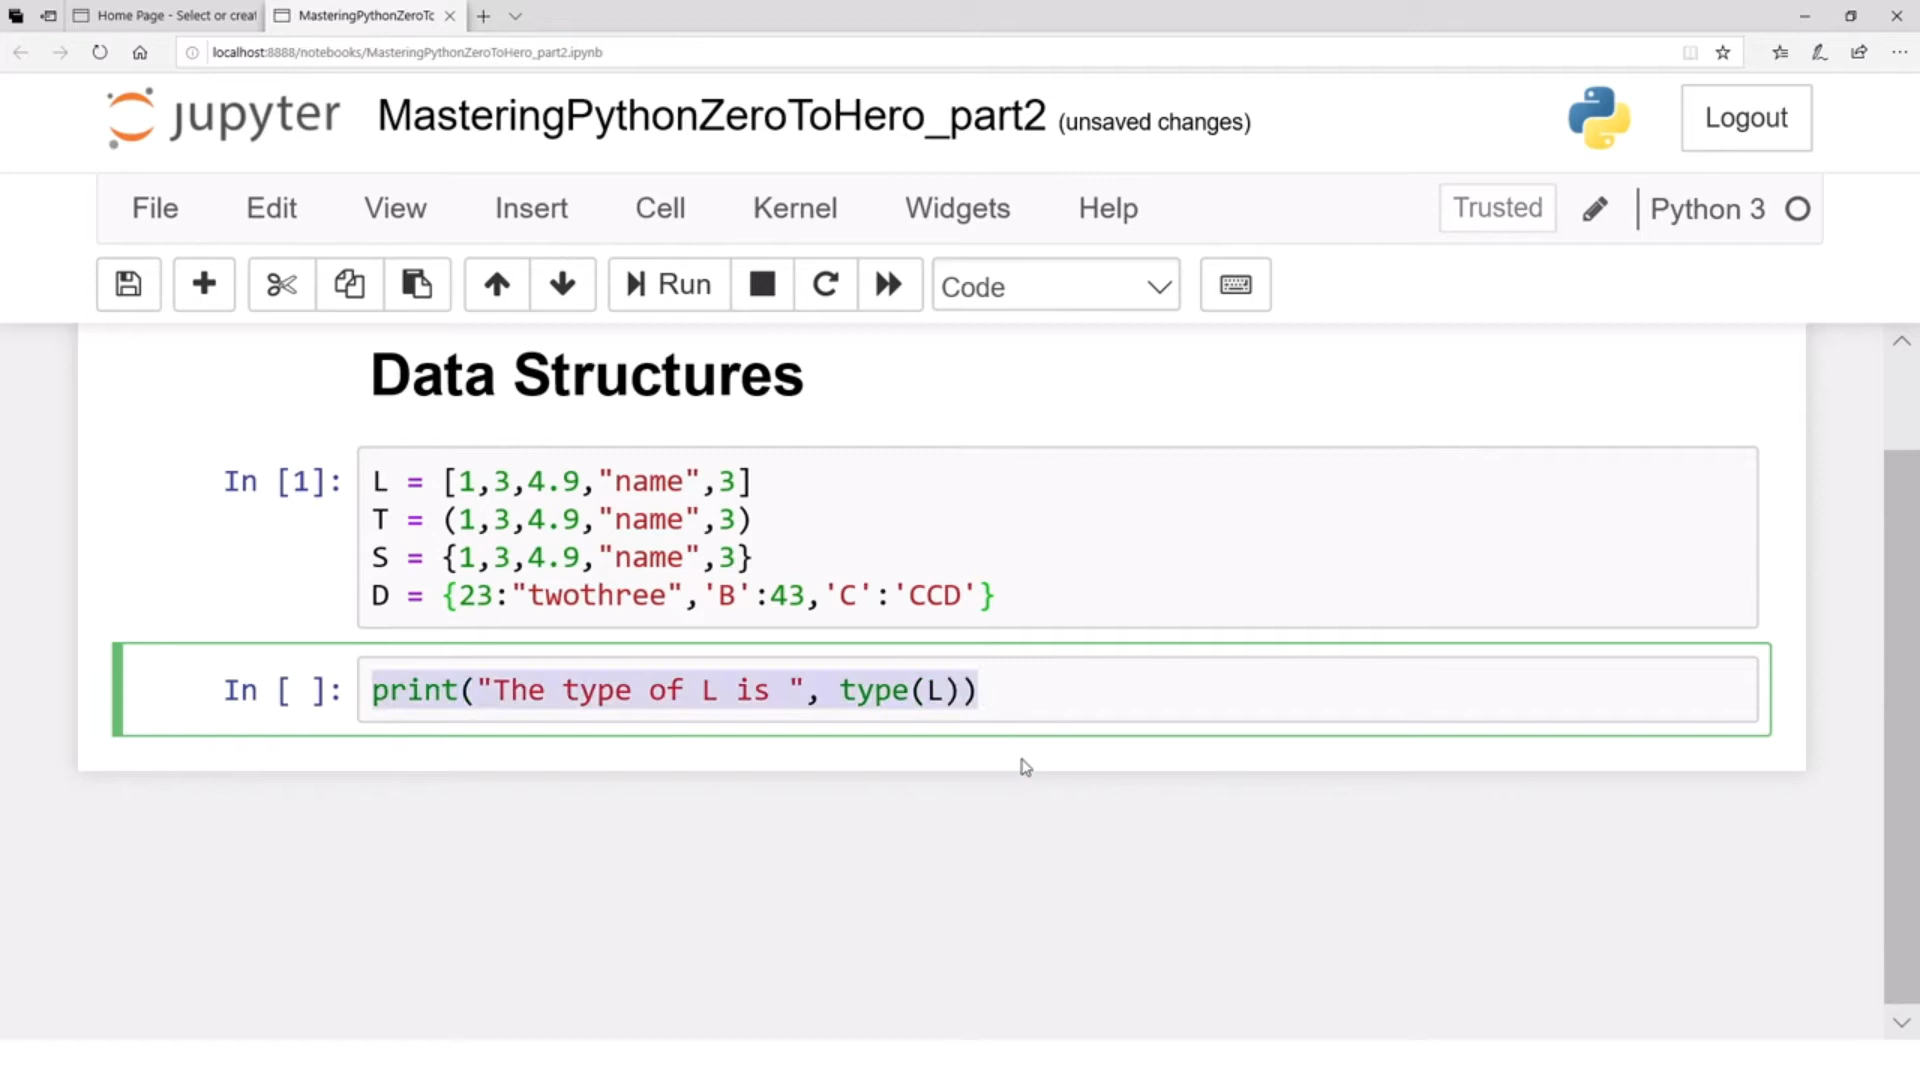 Home Page - Select or creat
MasteringPythonZeroTc
localhost:8888/notebooks/MasteringPythonZeroToHero_part2.ipynb
jupyter MasteringPythonZeroToHero_part2 (unsaved changes)
Logout
File Edit View Insert Cell Kernel Widgets Help
Trusted
Python 3
Run
Code
Data Structures
In [1]:
L = [1,3,4.9,"name",3]
T = (1,3,4.9,"name",3)
S = {1,3,4.9,"name",3}
D = {23:"twothree",'B':43,'C':'CCD'}
In [ ]:
print("The type of L is ", type(L))